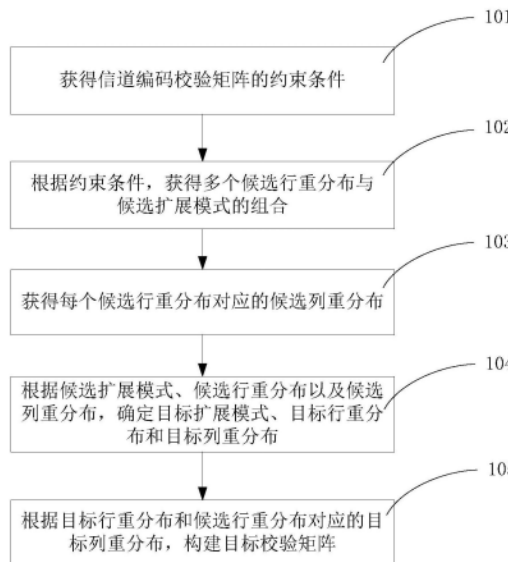 101
获得信道编码校验矩阵的约束条件
102
根据约束条件，获得多个候选行重分布与
候选扩展模式的组合
103
获得每个候选行重分布对应的候选列重分布
104
根据候选扩展模式、候选行重分布以及候选
列重分布，确定目标扩展模式、目标行重分
布和目标列重分布
105
根据目标行重分布和候选行重分布对应的目
标列重分布，构建目标校验矩阵